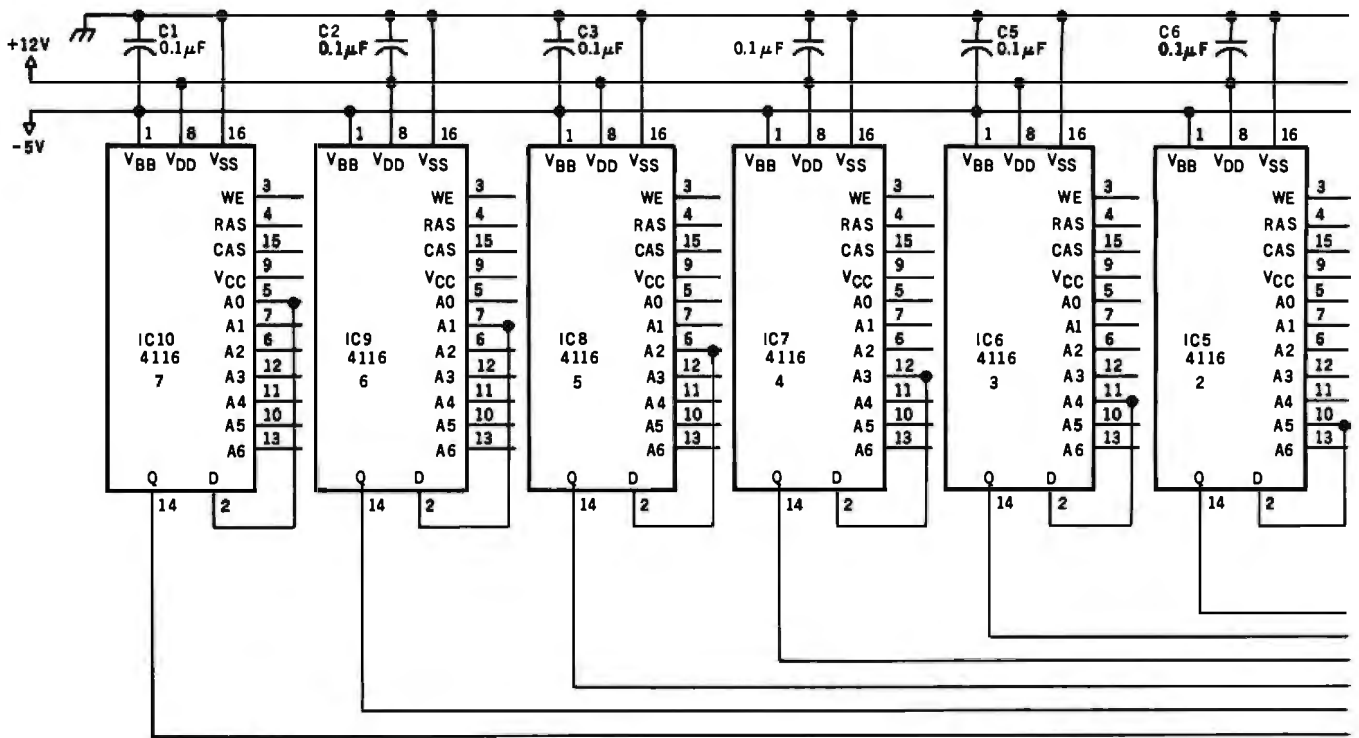 C1
0.1µF
C2
0.1µF
C3
0.1µF
0.1µF
C5
0.1µF
C6
0.1µF
+12V
-5V
1 8 16
1 8 16
1 8 16
1 8 16
1 8 16
1 8 16
VBB VDD VSS
WE 3
RAS 4
CAS 15
VCC 9
A0 5
A1 7
A2 6
A3 12
A4 11
A5 10
A6 13
IC10
4116
7
Q D
14 2
VBB VDD VSS
WE 3
RAS 4
CAS 15
VCC 9
A0 5
A1 7
A2 6
A3 12
A4 11
A5 10
A6 13
IC9
4116
6
Q D
14 2
VBB VDD VSS
WE 3
RAS 4
CAS 15
VCC 9
A0 5
A1 7
A2 6
A3 12
A4 11
A5 10
A6 13
IC8
4116
5
Q D
14 2
VBB VDD VSS
WE 3
RAS 4
CAS 15
VCC 9
A0 5
A1 7
A2 6
A3 12
A4 11
A5 10
A6 13
IC7
4116
4
Q D
14 2
VBB VDD VSS
WE 3
RAS 4
CAS 15
VCC 9
A0 5
A1 7
A2 6
A3 12
A4 11
A5 10
A6 13
IC6
4116
3
Q D
14 2
VBB VDD VSS
WE 3
RAS 4
CAS 15
VCC 9
A0 5
A1 7
A2 6
A3 12
A4 11
A5 10
A6 13
IC5
4116
2
Q D
14 2